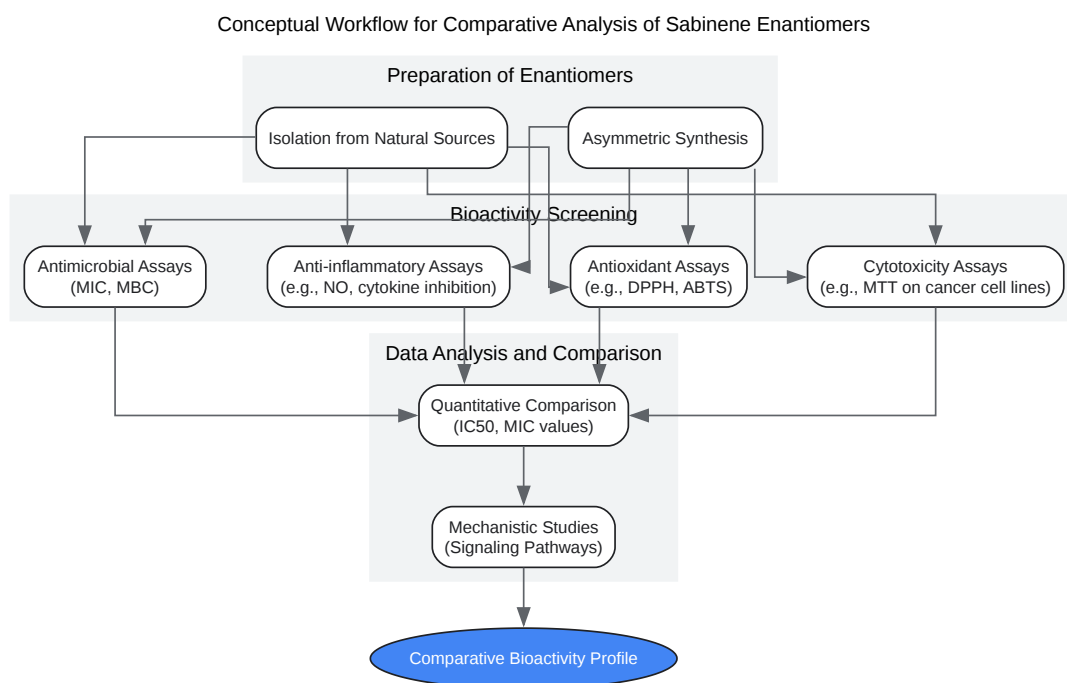 Conceptual Workflow for Comparative Analysis of Sabinene Enantiomers
Preparation of Enantiomers
Isolation from Natural Sources
Asymmetric Synthesis
Bioactivity Screening
Antimicrobial Assays
(MIC, MBC)
Anti-inflammatory Assays
(e.g., NO, cytokine inhibition)
Antioxidant Assays
(e.g., DPPH, ABTS)
Cytotoxicity Assays
(e.g., MTT on cancer cell lines)
Data Analysis and Comparison
Quantitative Comparison
(IC50, MIC values)
Mechanistic Studies
(Signaling Pathways)
Comparative Bioactivity Profile